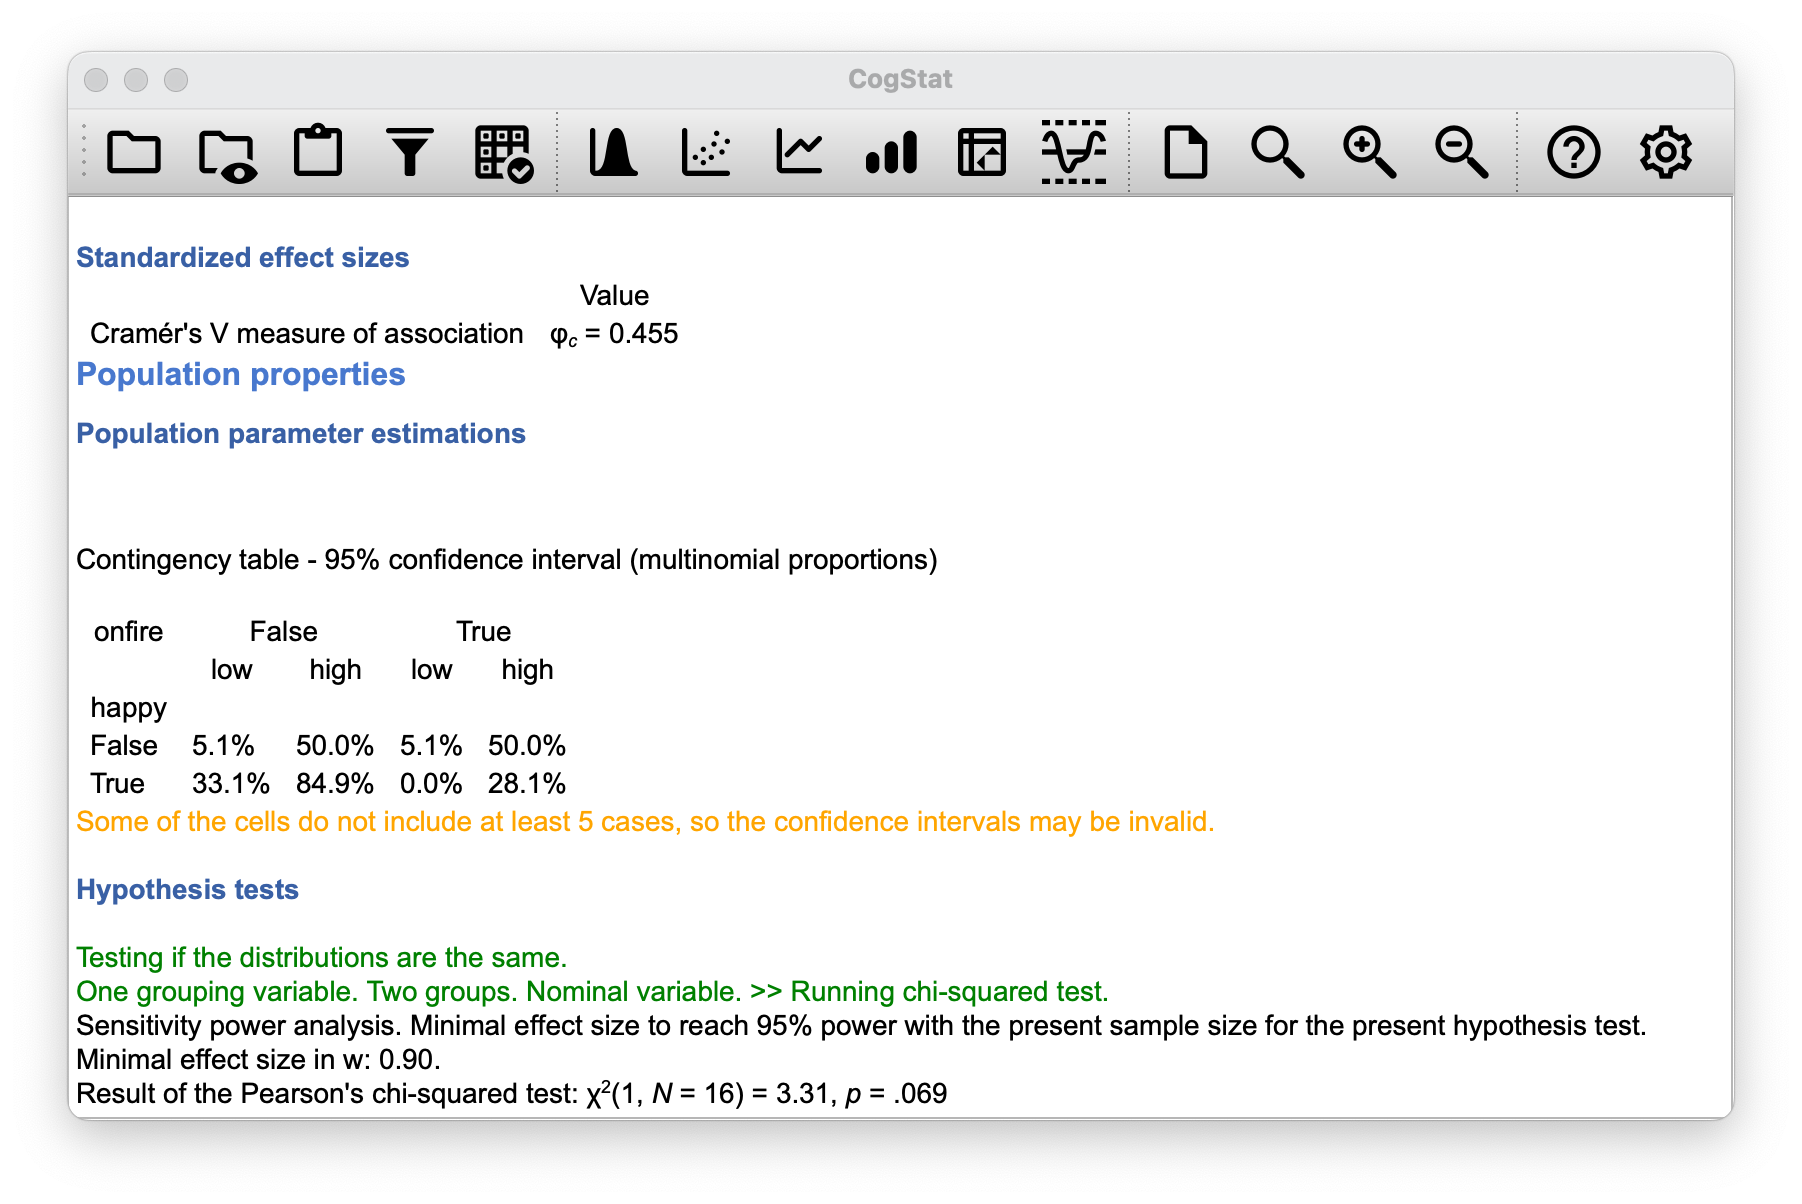 CogStat
Standardized effect sizes
Value
Cramér's V measure of association φc = 0.455
Population properties
Population parameter estimations
Contingency table - 95% confidence interval (multinomial proportions)
onfire False True
low high low high
happy
False 5.1% 50.0% 5.1% 50.0%
True 33.1% 84.9% 0.0% 28.1%
Some of the cells do not include at least 5 cases, so the confidence intervals may be invalid.
Hypothesis tests
Testing if the distributions are the same.
One grouping variable. Two groups. Nominal variable. >> Running chi-squared test.
Sensitivity power analysis. Minimal effect size to reach 95% power with the present sample size for the present hypothesis test.
Minimal effect size in w: 0.90.
Result of the Pearson's chi-squared test: χ²(1, N = 16) = 3.31, p = .069